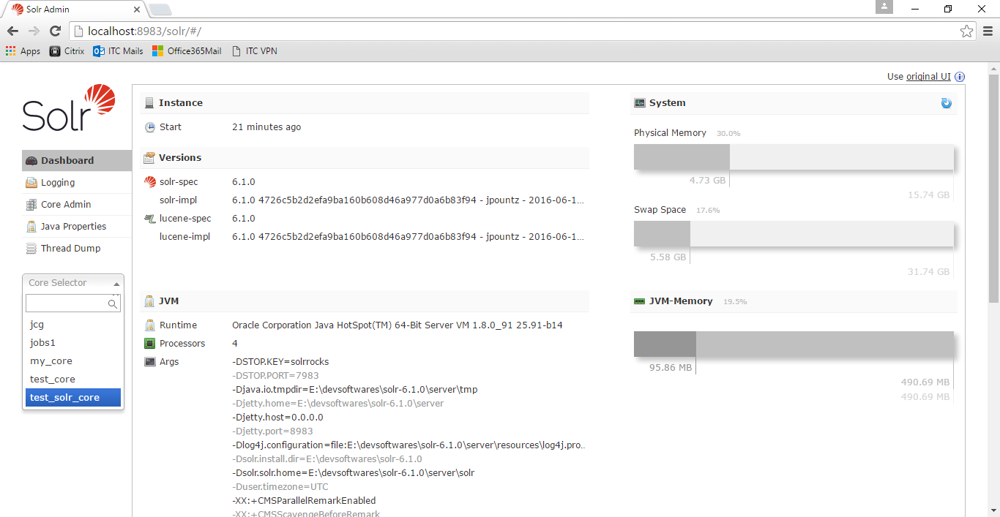 Solr Admin
localhost:8983/solr/#/
Apps Citrix ITC Mails Office365Mail ITC VPN
Use original UI
Solr
Dashboard
Logging
Core Admin
Java Properties
Thread Dump
Core Selector
jcg
jobs1
my_core
test_core
test_solr_core
Instance
Start 21 minutes ago
Versions
solr-spec 6.1.0
solr-impl 6.1.0 4726c5b2d2efa9ba160b608d46a977d0a6b83f94 - jpountz - 2016-06-1...
lucene-spec 6.1.0
lucene-impl 6.1.0 4726c5b2d2efa9ba160b608d46a977d0a6b83f94 - jpountz - 2016-06-1...
JVM
Runtime Oracle Corporation Java HotSpot(TM) 64-Bit Server VM 1.8.0_91 25.91-b14
Processors 4
Args -DSTOP.KEY=solrrocks
-DSTOP.PORT=7983
-Djava.io.tmpdir=E:\devsoftwares\solr-6.1.0\server\tmp
-Djetty.home=E:\devsoftwares\solr-6.1.0\server
-Djetty.host=0.0.0.0
-Djetty.port=8983
-Dlog4j.configuration=file:E:\devsoftwares\solr-6.1.0\server\resources\log4j.pro..
-Dsolr.install.dir=E:\devsoftwares\solr-6.1.0
-Dsolr.solr.home=E:\devsoftwares\solr-6.1.0\server\solr
-Duser.timezone=UTC
-XX:+CMSParallelRemarkEnabled
-XX:+CMSScavengeBeforeRemark
System
Physical Memory 30.0%
4.73 GB
15.74 GB
Swap Space 17.6%
5.58 GB
31.74 GB
JVM-Memory 19.5%
95.86 MB
490.69 MB
490.69 MB